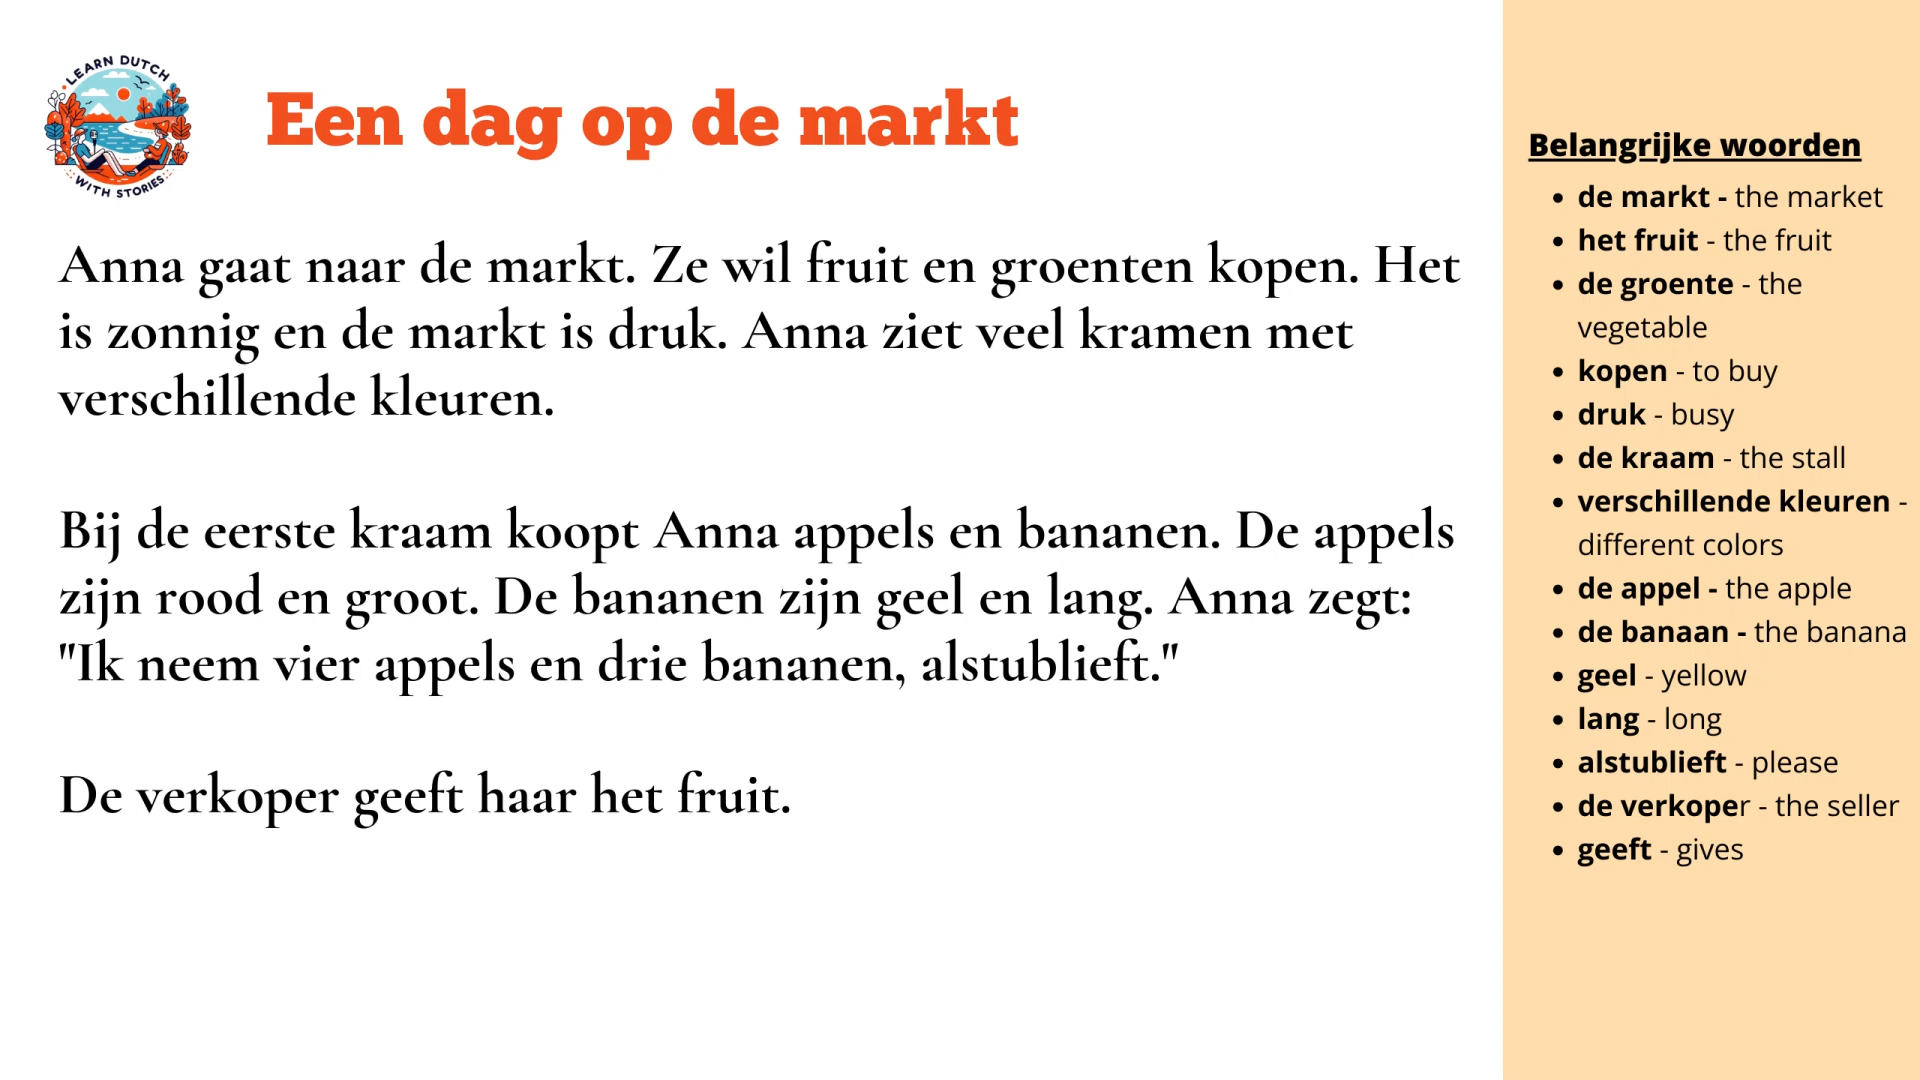 LEARN DUTCH
WITH STORIES
Een dag op de markt
Anna gaat naar de markt. Ze wil fruit en groenten kopen. Het
is zonnig en de markt is druk. Anna ziet veel kramen met
verschillende kleuren.
Bij de eerste kraam koopt Anna appels en bananen. De appels
zijn rood en groot. De bananen zijn geel en lang. Anna zegt:
"Ik neem vier appels en drie bananen, alstublieft."
De verkoper geeft haar het fruit.
Belangrijke woorden
• de markt - the market
• het fruit - the fruit
• de groente - the
vegetable
• kopen - to buy
• druk - busy
• de kraam - the stall
• verschillende kleuren -
different colors
• de appel - the apple
• de banaan - the banana
• geel - yellow
• lang - long
• alstublieft - please
• de verkoper - the seller
• geeft - gives